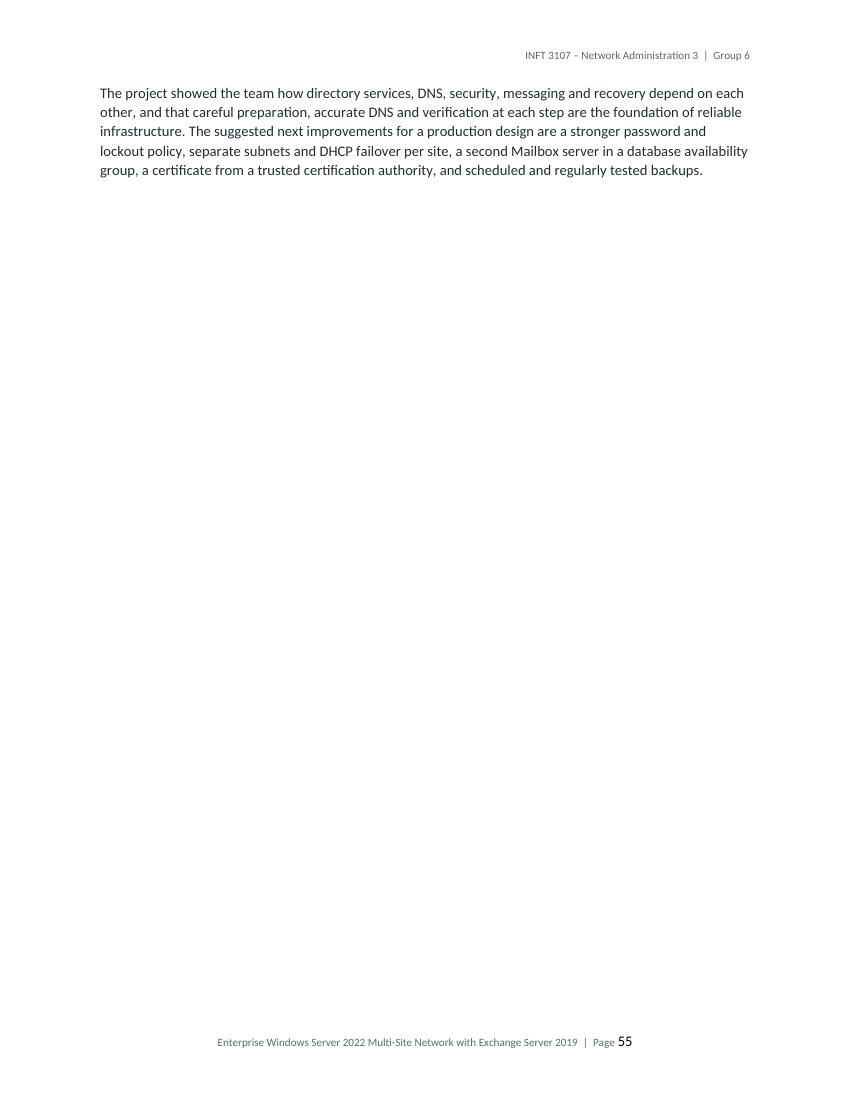 INFT 3107 – Network Administration 3 | Group 6
The project showed the team how directory services, DNS, security, messaging and recovery depend on each
other, and that careful preparation, accurate DNS and verification at each step are the foundation of reliable
infrastructure. The suggested next improvements for a production design are a stronger password and
lockout policy, separate subnets and DHCP failover per site, a second Mailbox server in a database availability
group, a certificate from a trusted certification authority, and scheduled and regularly tested backups.
Enterprise Windows Server 2022 Multi-Site Network with Exchange Server 2019 | Page 55